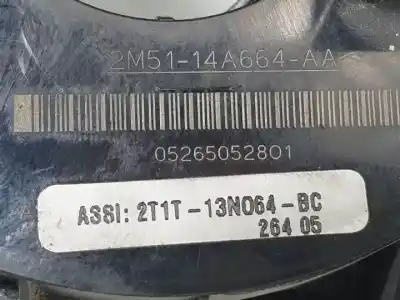 2M51-14A664-AA
05265052801
ASSI: 2T1T-13N064-BC
264 05